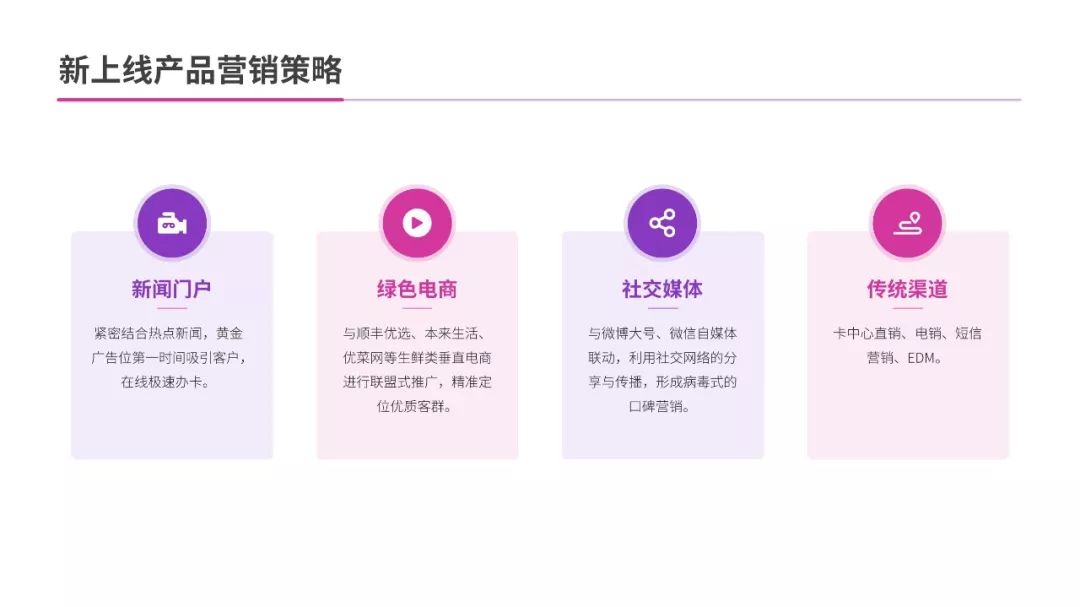 新上线产品营销策略
新闻门户
紧密结合热点新闻，黄金
广告位第一时间吸引客户，
在线极速办卡。
绿色电商
与顺丰优选、本来生活、
优菜网等生鲜类垂直电商
进行联盟式推广，精准定
位优质客群。
社交媒体
与微博大号、微信自媒体
联动，利用社交网络的分
享与传播，形成病毒式的
口碑营销。
传统渠道
卡中心直销、电销、短信
营销、EDM。